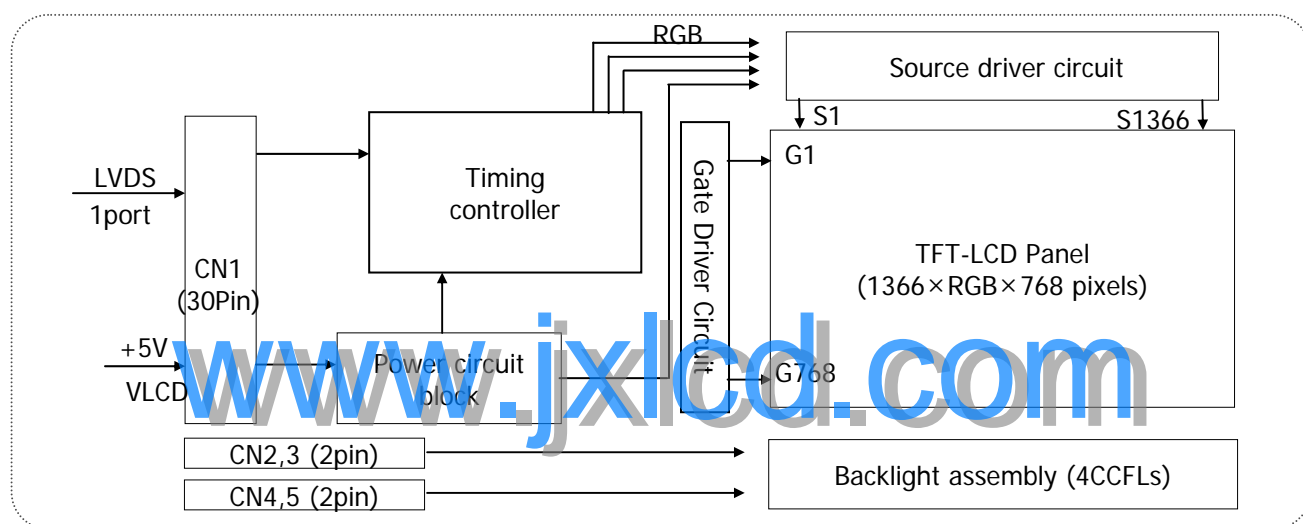 RGB
Source driver circuit
S1
S1366
LVDS
1port
Timing
controller
Gate Driver Circuit
G1
TFT-LCD Panel
(1366×RGB×768 pixels)
CN1
(30Pin)
+5V
VLCD
Power circuit
block
G768
www.jxlcd.com
CN2,3 (2pin)
Backlight assembly (4CCFLs)
CN4,5 (2pin)